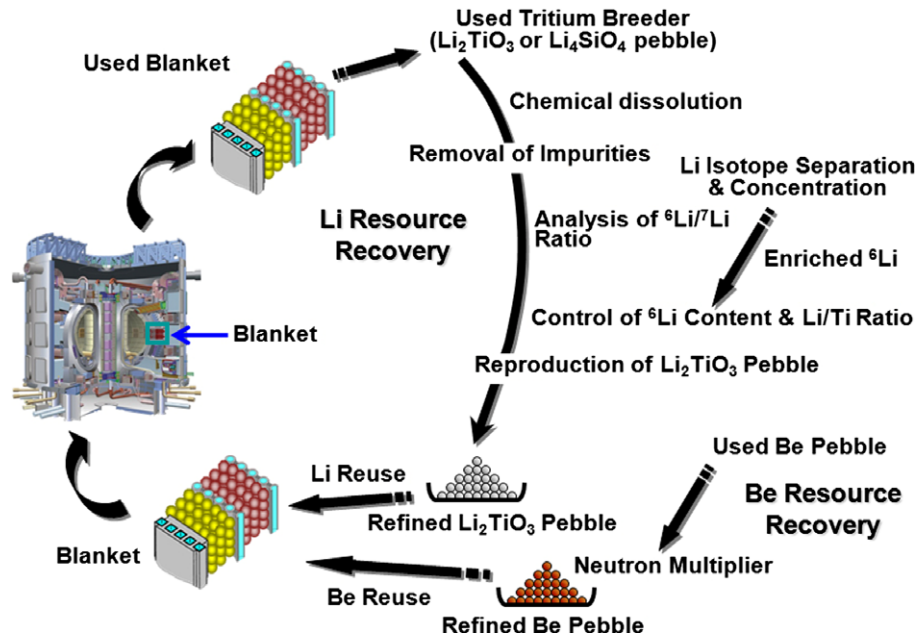 Used Tritium Breeder
(Li₂TiO₃ or Li₄SiO₄ pebble)
Used Blanket
Chemical dissolution
Removal of Impurities
Li Isotope Separation
& Concentration
Li Resource
Recovery
Analysis of ⁶Li/⁷Li
Ratio
Enriched ⁶Li
Blanket
Control of ⁶Li Content & Li/Ti Ratio
Reproduction of Li₂TiO₃ Pebble
Used Be Pebble
Li Reuse
Be Resource
Recovery
Refined Li₂TiO₃ Pebble
Blanket
Neutron Multiplier
Be Reuse
Refined Be Pebble